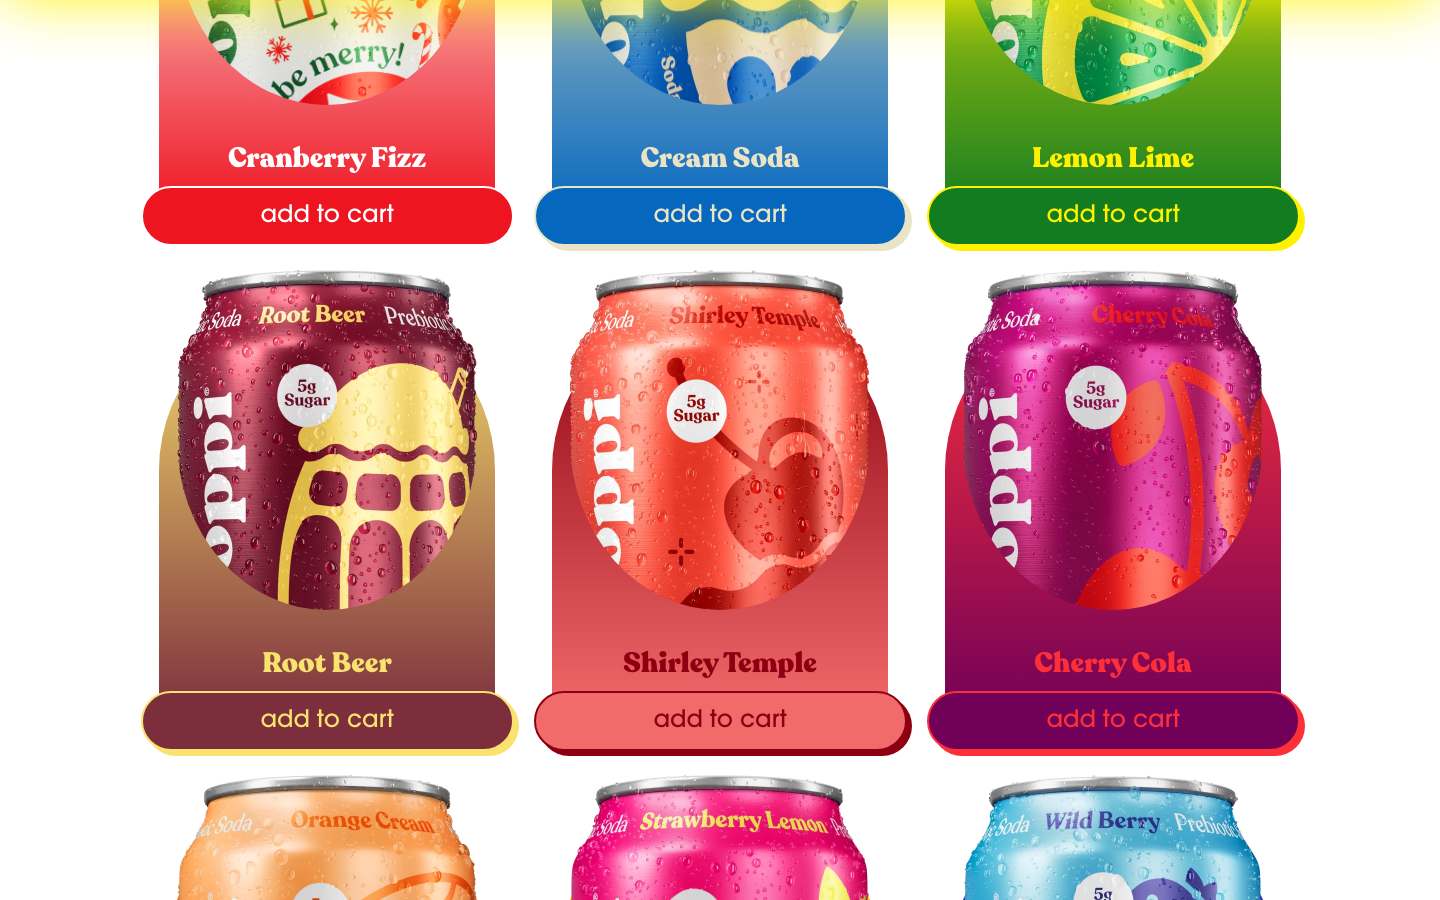 be merry!
Soda
Cranberry Fizz
Cream Soda
Lemon Lime
add to cart
add to cart
add to cart
Soda
Root Beer
Prebiotic
5g
Sugar
oppi
Root Beer
add to cart
Soda
Shirley Temple
5g
Sugar
oppi
Shirley Temple
add to cart
Soda
Cherry Cola
5g
Sugar
oppi
Cherry Cola
add to cart
Soda
Orange Cream
Soda
Strawberry Lemon
Soda
Wild Berry
Prebiotic
5g